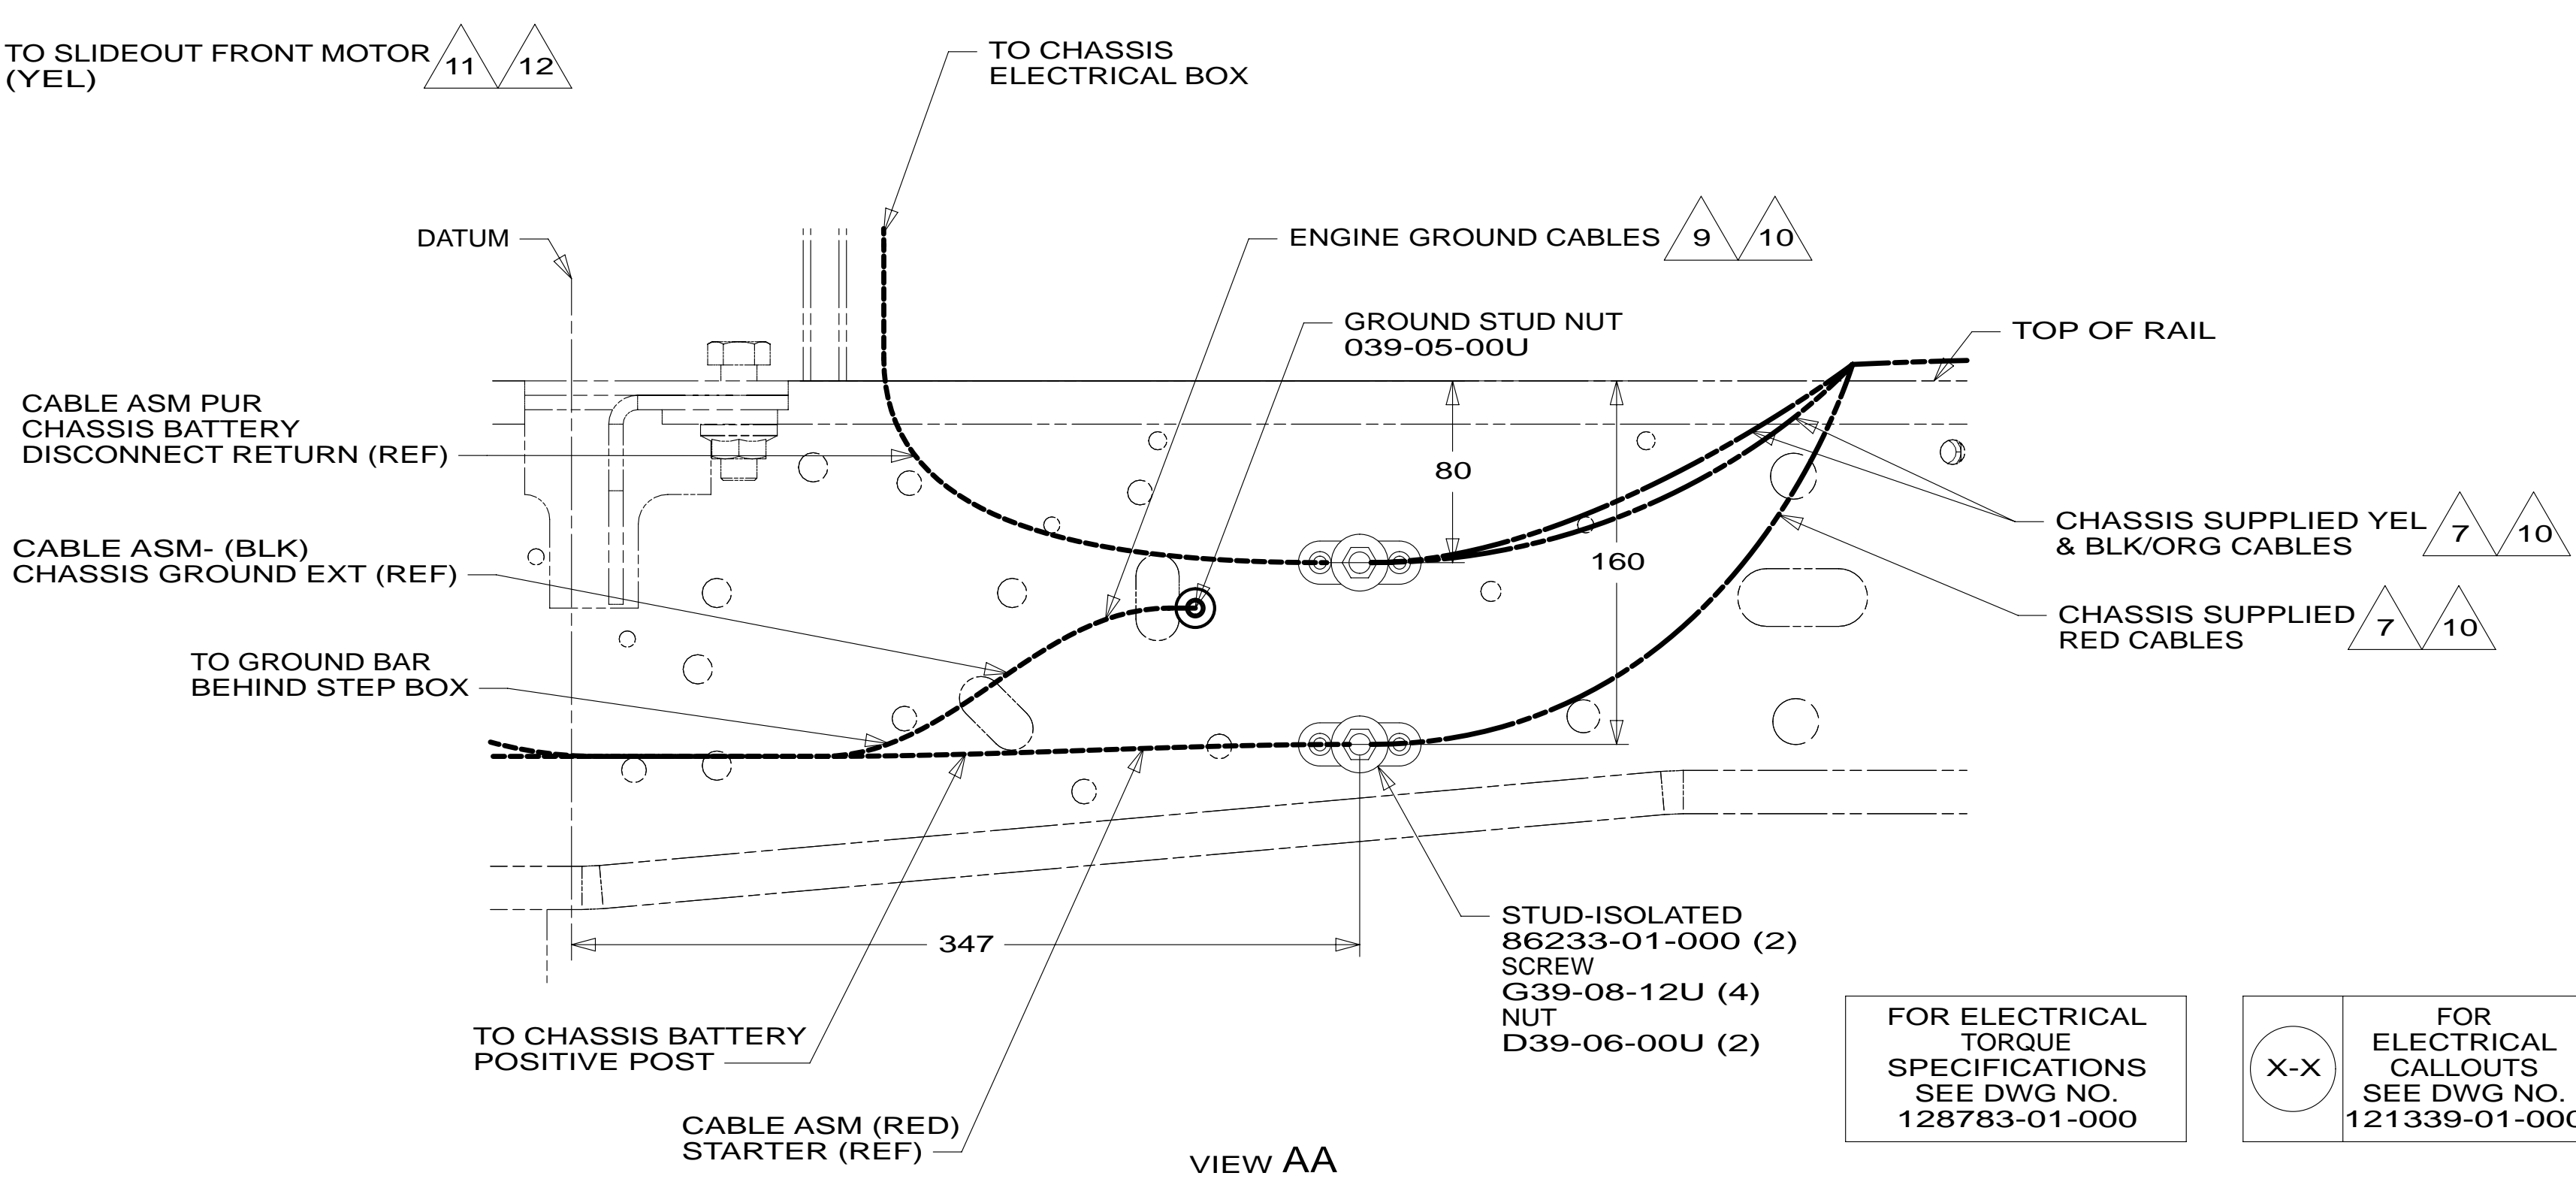 TO SLIDEOUT FRONT MOTOR 11 12
(YEL)
TO CHASSIS
ELECTRICAL BOX
DATUM
ENGINE GROUND CABLES 9 10
GROUND STUD NUT
039-05-00U
TOP OF RAIL
CABLE ASM PUR
CHASSIS BATTERY
DISCONNECT RETURN (REF)
80
160
CHASSIS SUPPLIED YEL 7 10
& BLK/ORG CABLES
CABLE ASM- (BLK)
CHASSIS GROUND EXT (REF)
CHASSIS SUPPLIED 7 10
RED CABLES
TO GROUND BAR
BEHIND STEP BOX
347
STUD-ISOLATED
86233-01-000 (2)
SCREW
G39-08-12U (4)
NUT
D39-06-00U (2)
TO CHASSIS BATTERY
POSITIVE POST
CABLE ASM (RED)
STARTER (REF)
VIEW AA
FOR ELECTRICAL
TORQUE
SPECIFICATIONS
SEE DWG NO.
128783-01-000
X-X
FOR
ELECTRICAL
CALLOUTS
SEE DWG NO.
121339-01-000